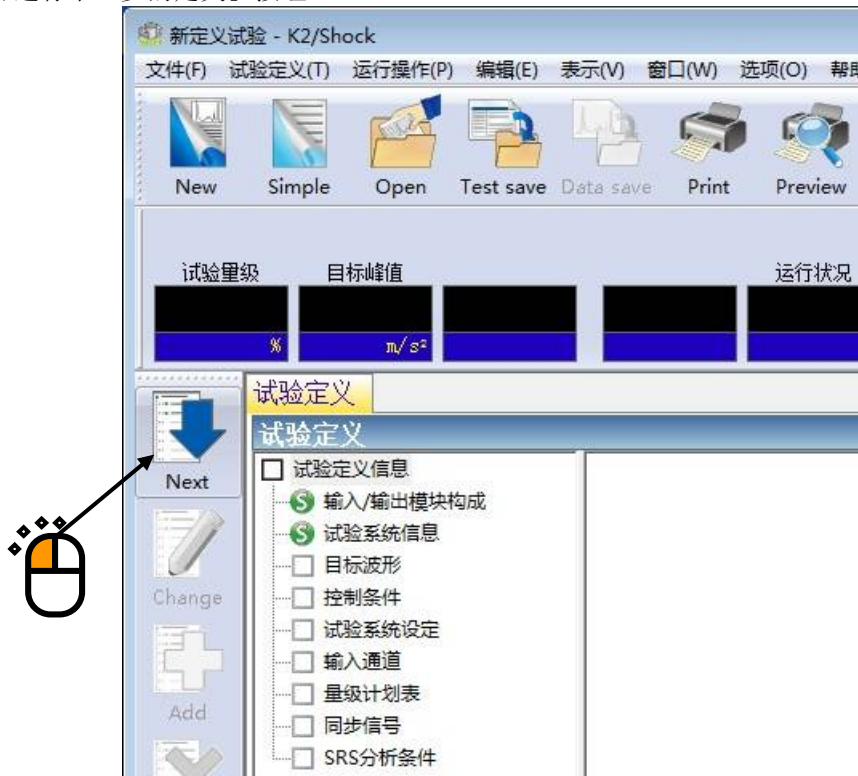 新定义试验 - K2/Shock
文件(F) 试验定义(T) 运行操作(P) 编辑(E) 表示(V) 窗口(W) 选项(O)
New Simple Open Test save Data save Print Preview
试验量级 目标峰值 运行状况
% m/s²
试验定义
试验定义
Next
试验定义信息
S 输入/输出模块构成
S 试验系统信息
目标波形
控制条件
Change
试验系统设定
输入通道
量级计划表
Add
同步信号
SRS分析条件